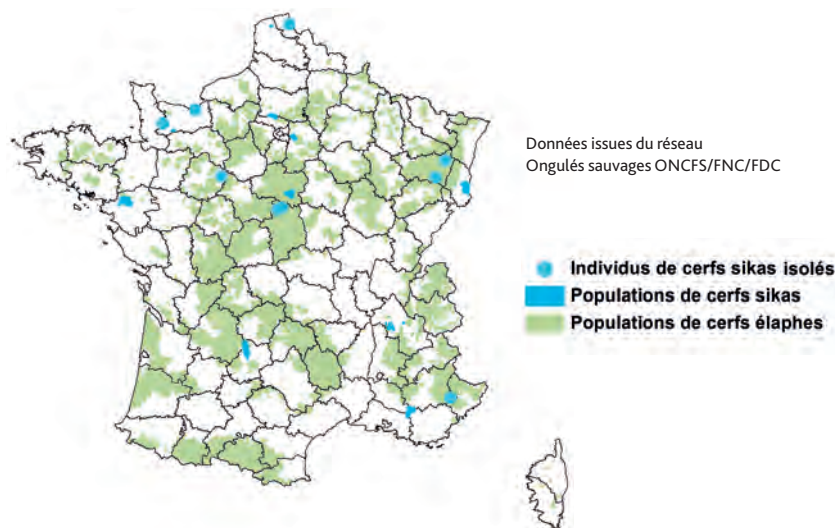 Données issues du réseau
Ongulés sauvages ONCFS/FNC/FDC
Individus de cerfs sikas isolés
Populations de cerfs sikas
Populations de cerfs élaphes